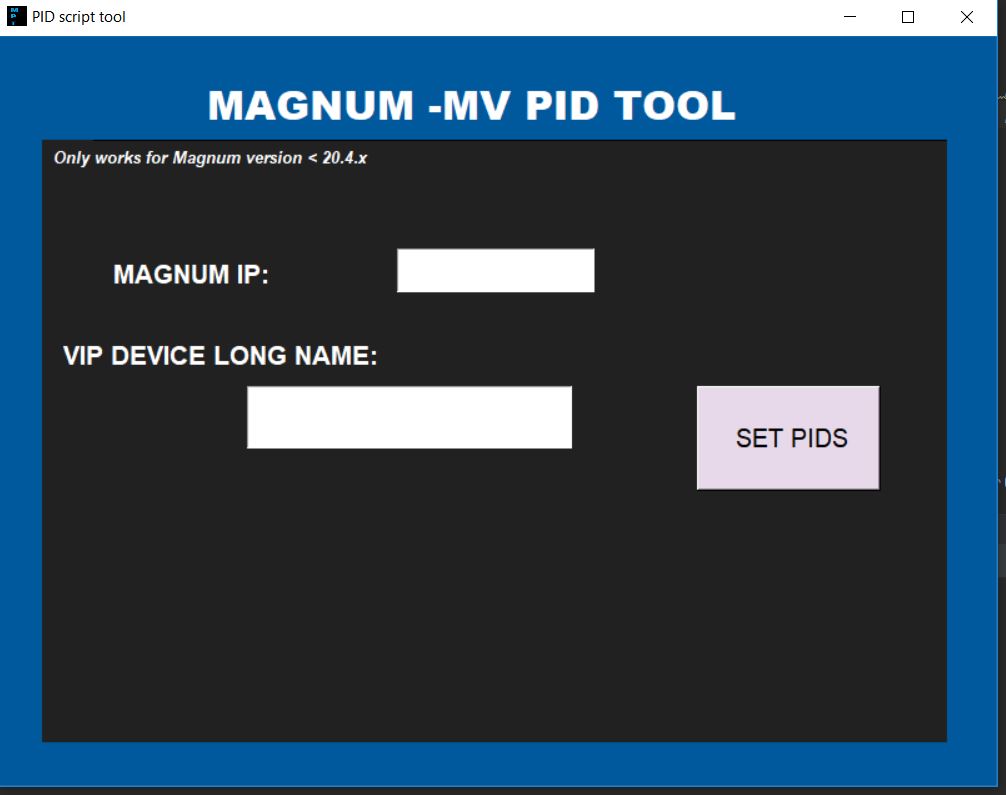 PID script tool
MAGNUM -MV PID TOOL
Only works for Magnum version < 20.4.x
MAGNUM IP:
VIP DEVICE LONG NAME:
SET PIDS